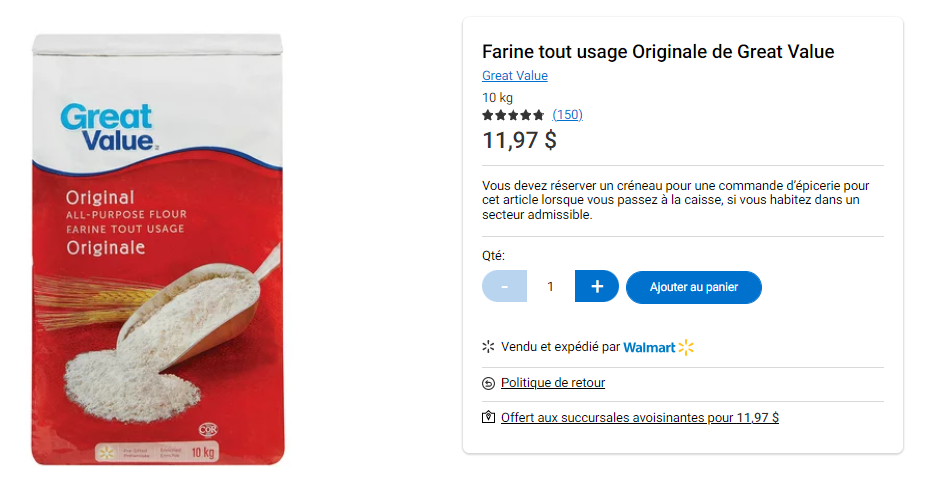 Great
Value
Original
ALL-PURPOSE FLOUR
FARINE TOUT USAGE
Originale
COR
10 kg
Farine tout usage Originale de Great Value
Great Value
10 kg
(150)
11,97 $
Vous devez réserver un créneau pour une commande d'épicerie pour
cet article lorsque vous passez à la caisse, si vous habitez dans un
secteur admissible.
Qté:
- 1 +
Ajouter au panier
Vendu et expédié par Walmart
Politique de retour
Offert aux succursales avoisinantes pour 11,97 $